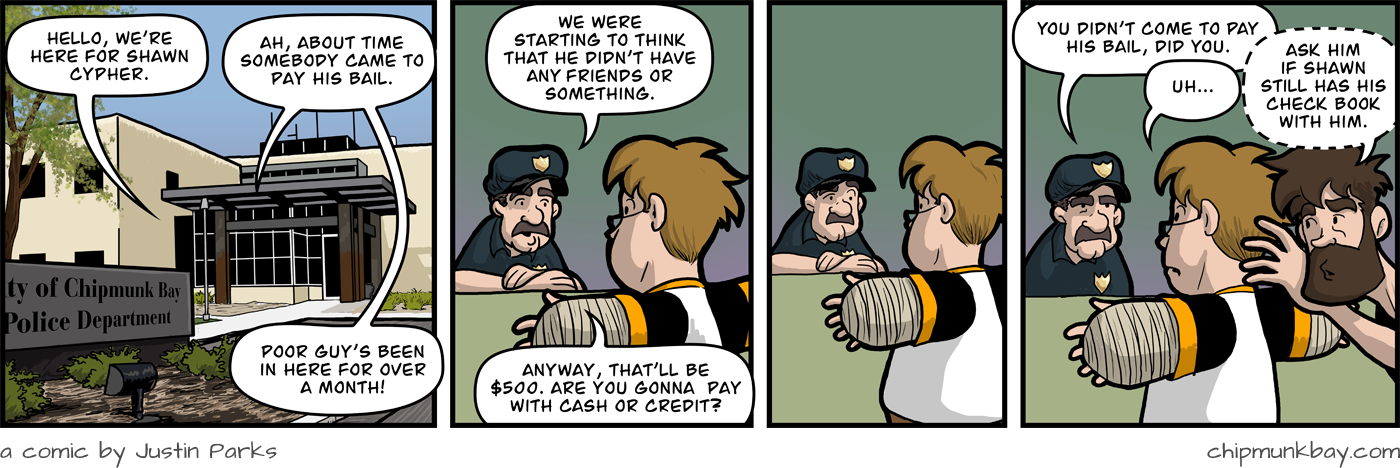 HELLO, WE'RE
HERE FOR SHAWN
CYPHER.
AH, ABOUT TIME
SOMEBODY CAME TO
PAY HIS BAIL.
ty of Chipmunk Bay
Police Department
POOR GUY'S BEEN
IN HERE FOR OVER
A MONTH!
WE WERE
STARTING TO THINK
THAT HE DIDN'T HAVE
ANY FRIENDS OR
SOMETHING.
ANYWAY, THAT'LL BE
$500. ARE YOU GONNA PAY
WITH CASH OR CREDIT?
YOU DIDN'T COME TO PAY
HIS BAIL, DID YOU.
UH...
ASK HIM
IF SHAWN
STILL HAS HIS
CHECK BOOK
WITH HIM.
a comic by Justin Parks
chipmunkbay.com